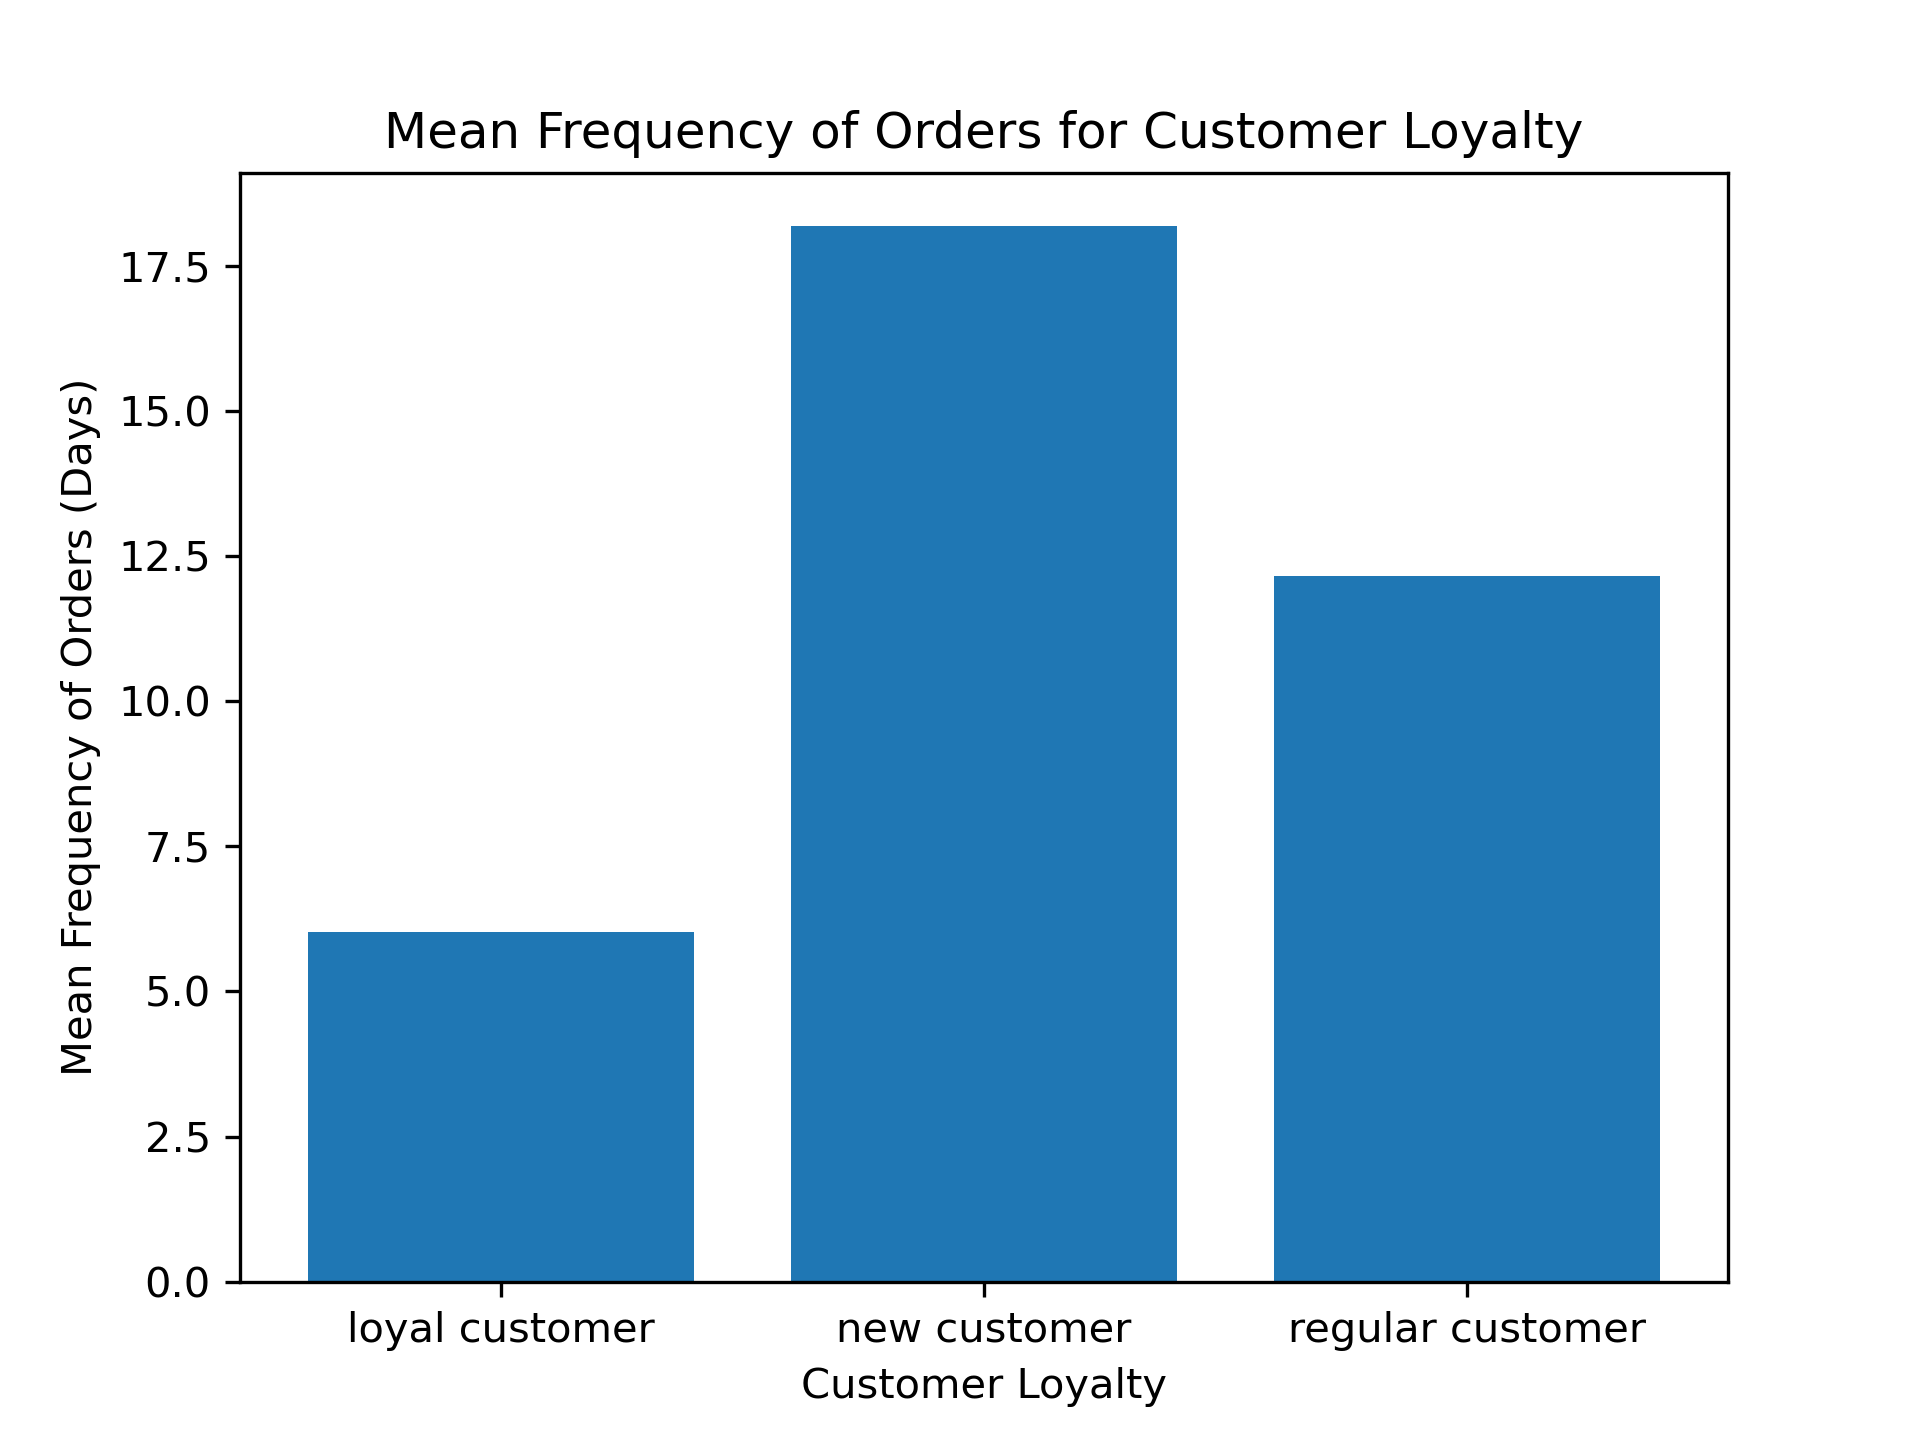 Mean Frequency of Orders for Customer Loyalty
Mean Frequency of Orders (Days)
17.5
15.0
12.5
10.0
7.5
5.0
2.5
0.0
loyal customer new customer regular customer
Customer Loyalty